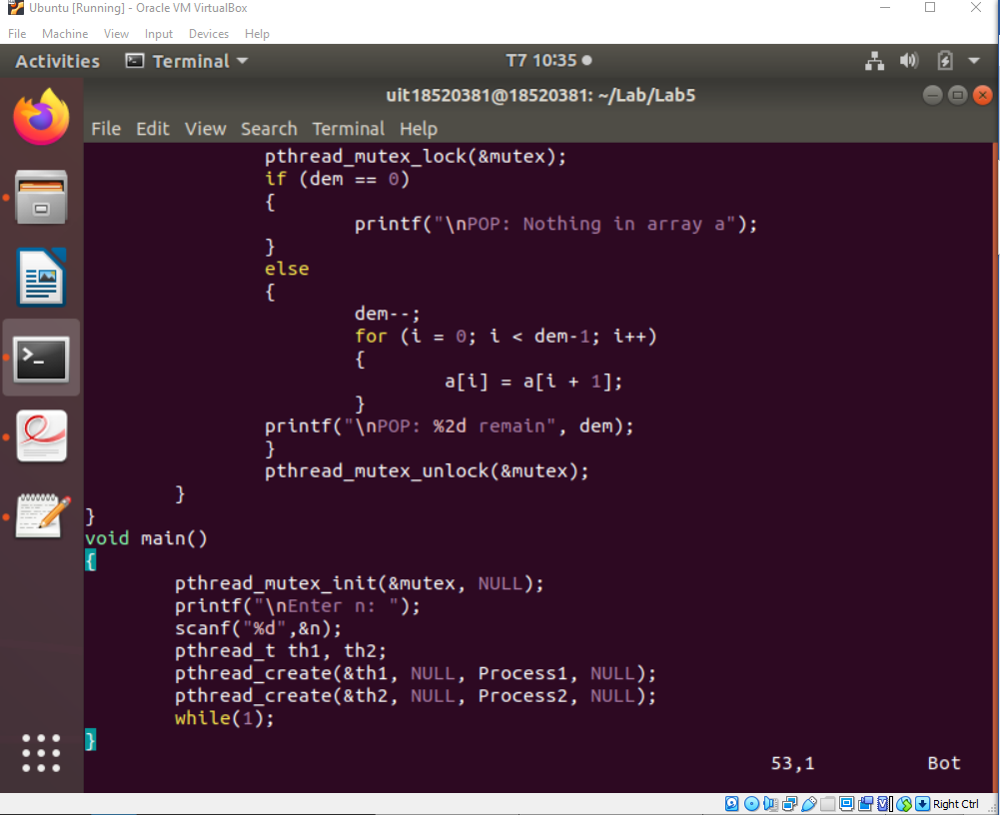 Ubuntu [Running] - Oracle VM VirtualBox
File Machine View Input Devices Help
Activities Terminal T7 10:35
uit18520381@18520381: ~/Lab/Lab5
File Edit View Search Terminal Help
pthread_mutex_lock(&mutex);
if (dem == 0)
{
printf("\nPOP: Nothing in array a");
}
else
{
dem--;
for (i = 0; i < dem-1; i++)
{
a[i] = a[i + 1];
}
printf("\nPOP: %2d remain", dem);
}
pthread_mutex_unlock(&mutex);
}
}
void main()
{
pthread_mutex_init(&mutex, NULL);
printf("\nEnter n: ");
scanf("%d",&n);
pthread_t th1, th2;
pthread_create(&th1, NULL, Process1, NULL);
pthread_create(&th2, NULL, Process2, NULL);
while(1);
}
53,1 Bot
Right Ctrl